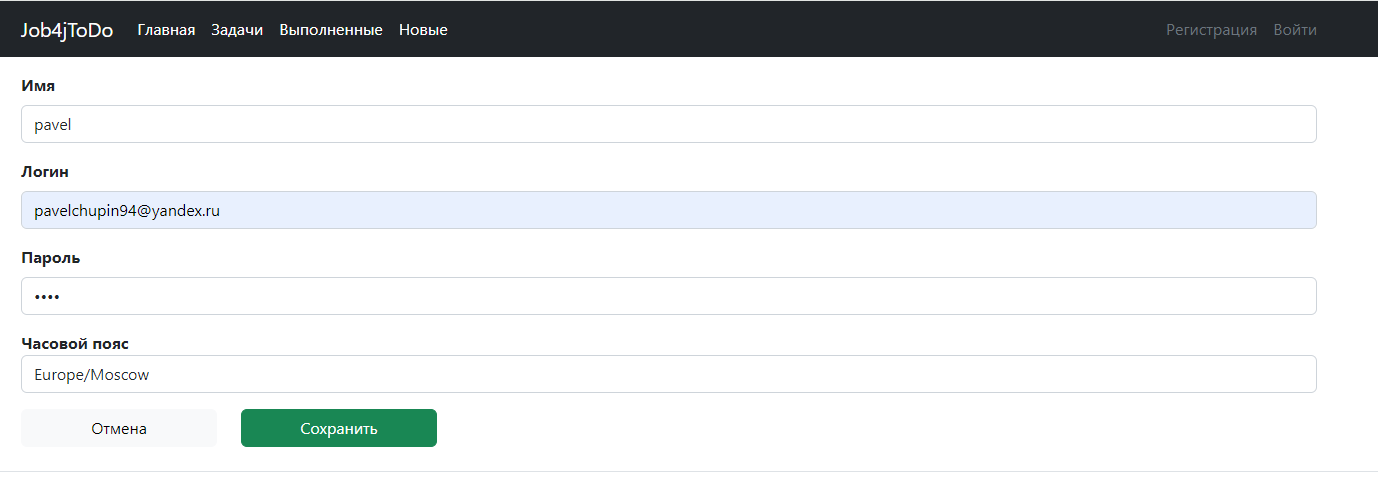 Job4jToDo Главная Задачи Выполненные Новые Регистрация Войти
Имя
pavel
Логин
pavelchupin94@yandex.ru
Пароль
••••
Часовой пояс
Europe/Moscow
Отмена Сохранить